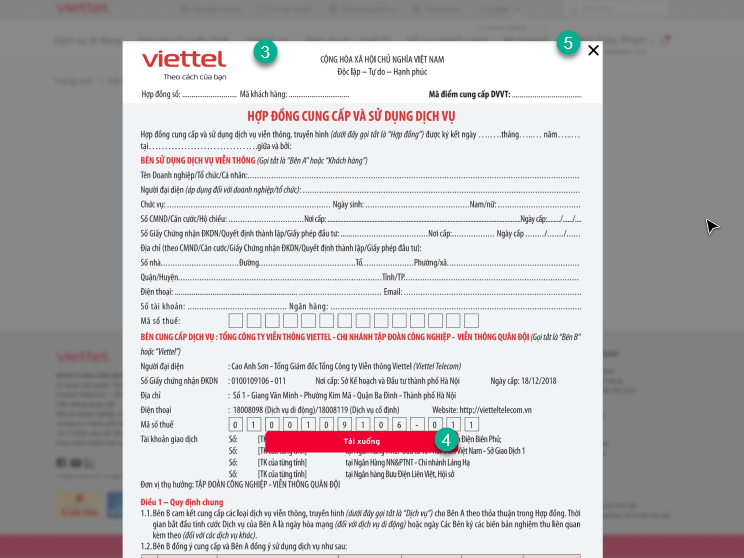 3
5
viettel
Theo cách của bạn
CỘNG HÒA XÃ HỘI CHỦ NGHĨA VIỆT NAM
Độc lập – Tự do – Hạnh phúc
Hợp đồng số: ........................... Mã khách hàng: ..............................
Mã điểm cung cấp DVVT: ..................................
HỢP ĐỒNG CUNG CẤP VÀ SỬ DỤNG DỊCH VỤ
Hợp đồng cung cấp và sử dụng dịch vụ viễn thông, truyền hình (dưới đây gọi tắt là "Hợp đồng") được ký kết ngày ........tháng...... năm.......
tại.................................giữa và bởi:
BÊN SỬ DỤNG DỊCH VỤ VIỄN THÔNG (Gọi tắt là "Bên A" hoặc "Khách hàng")
Tên Doanh nghiệp/Tổ chức/Cá nhân:..........................................................
Người đại diện (áp dụng đối với doanh nghiệp/tổ chức): ..........................................................
Chức vụ: .......................................... Ngày sinh: ..........................................Nam/nữ: ..........................
Số CMND/Căn cước/Hộ chiếu: ..........................Nơi cấp: ..........................................Ngày cấp:....../...../....
Số Giấy Chứng nhận ĐKDN/Quyết định thành lập/Giấy phép đầu tư: ..........................Nơi cấp:.................. Ngày cấp ......../......./......
Địa chỉ (theo CMND/Căn cước/Giấy Chứng nhận ĐKDN/Quyết định thành lập/Giấy phép đầu tư):
Số nhà..........................Đường..........................Tổ..................Phường/xã..........................
Quận/Huyện..........................................Tỉnh/TP..........................................
Điện thoại: .......................................... Email: ..........................................
Số tài khoản: .......................... Ngân hàng: ..........................................
Mã số thuế:
BÊN CUNG CẤP DỊCH VỤ : TỔNG CÔNG TY VIỄN THÔNG VIETTEL - CHI NHÁNH TẬP ĐOÀN CÔNG NGHIỆP - VIỄN THÔNG QUÂN ĐỘI (Gọi tắt là "Bên B"
hoặc "Viettel")
Người đại diện : Cao Anh Sơn - Tổng Giám đốc Tổng Công ty Viễn thông Viettel (Viettel Telecom)
Số Giấy chứng nhận ĐKDN : 0100109106 - 011 Nơi cấp: Sở Kế hoạch và Đầu tư thành phố Hà Nội Ngày cấp: 18/12/2018
Địa chỉ : Số 1 - Giang Văn Minh - Phường Kim Mã - Quận Ba Đình - Thành phố Hà Nội
Điện thoại : 18008098 (Dịch vụ di động)/18008119 (Dịch vụ cố định) Website: http://vietteltelecom.vn
Mã số thuế 0 1 0 0 1 0 9 1 0 6 - 0 1 1
Tài khoản giao dịch Số: [TK Điện Biên Phủ;
Tải xuống
4
Số: Việt Nam - Sở Giao Dịch 1
Số: [TK của từng tỉnh] tại Ngân Hàng NN&PTNT - Chi nhánh Láng Hạ
Số: [TK của từng tỉnh] tại Ngân hàng Bưu Điện Liên Việt, Hội sở
Đơn vị thụ hưởng: TẬP ĐOÀN CÔNG NGHIỆP - VIỄN THÔNG QUÂN ĐỘI
Điều 1 – Quy định chung
1.1. Bên B cam kết cung cấp các loại dịch vụ viễn thông, truyền hình (dưới đây gọi tắt là "Dịch vụ") cho Bên A theo thỏa thuận trong Hợp đồng. Thời
gian bắt đầu tính cước Dịch vụ của Bên A là ngày hòa mạng (đối với dịch vụ di động) hoặc ngày Các Bên ký các biên bản nghiệm thu Bên quan
kèm theo (đối với các dịch vụ khác).
1.2. Bên B đồng ý cung cấp và Bên A đồng ý sử dụng dịch vụ như sau: